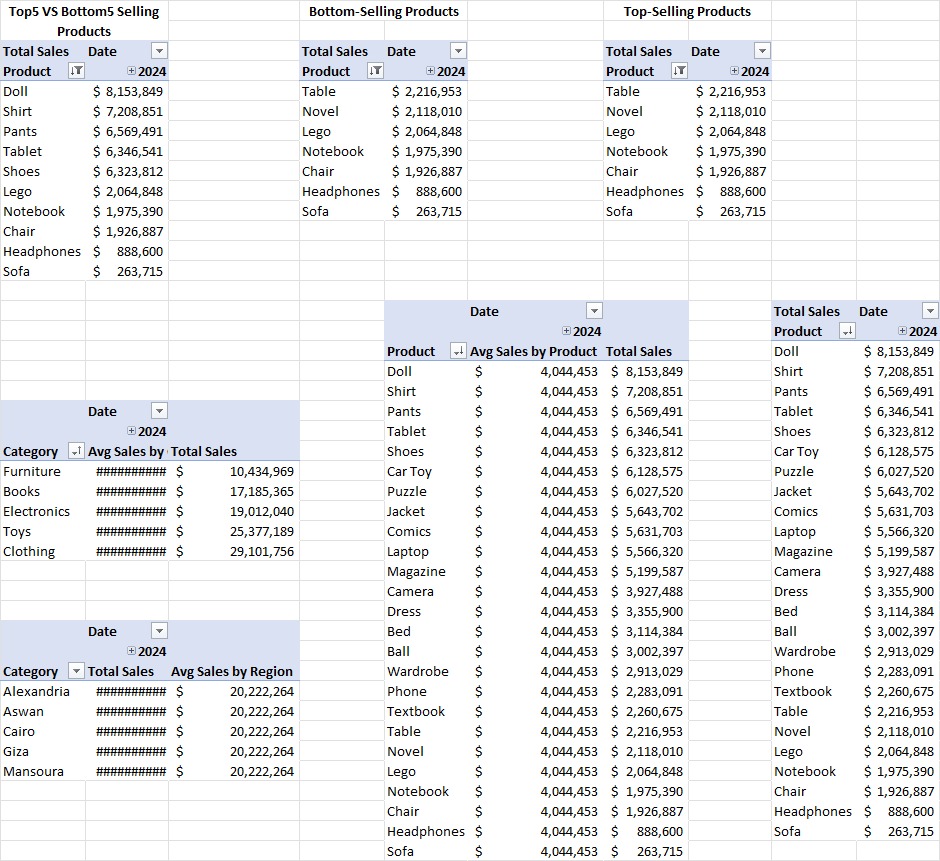 Top5 VS Bottom5 Selling
Products
Total Sales Date
Product 2024
Doll $ 8,153,849
Shirt $ 7,208,851
Pants $ 6,569,491
Tablet $ 6,346,541
Shoes $ 6,323,812
Lego $ 2,064,848
Notebook $ 1,975,390
Chair $ 1,926,887
Headphones $ 888,600
Sofa $ 263,715
Bottom-Selling Products
Total Sales Date
Product 2024
Table $ 2,216,953
Novel $ 2,118,010
Lego $ 2,064,848
Notebook $ 1,975,390
Chair $ 1,926,887
Headphones $ 888,600
Sofa $ 263,715
Top-Selling Products
Total Sales Date
Product 2024
Table $ 2,216,953
Novel $ 2,118,010
Lego $ 2,064,848
Notebook $ 1,975,390
Chair $ 1,926,887
Headphones $ 888,600
Sofa $ 263,715
Date
2024
Category Avg Sales by Total Sales
Furniture ########## $ 10,434,969
Books ########## $ 17,185,365
Electronics ########## $ 19,012,040
Toys ########## $ 25,377,189
Clothing ########## $ 29,101,756
Date
2024
Category Total Sales Avg Sales by Region
Alexandria ########## $ 20,222,264
Aswan ########## $ 20,222,264
Cairo ########## $ 20,222,264
Giza ########## $ 20,222,264
Mansoura ########## $ 20,222,264
Date
2024
Product Avg Sales by Product Total Sales
Doll $ 4,044,453 $ 8,153,849
Shirt $ 4,044,453 $ 7,208,851
Pants $ 4,044,453 $ 6,569,491
Tablet $ 4,044,453 $ 6,346,541
Shoes $ 4,044,453 $ 6,323,812
Car Toy $ 4,044,453 $ 6,128,575
Puzzle $ 4,044,453 $ 6,027,520
Jacket $ 4,044,453 $ 5,643,702
Comics $ 4,044,453 $ 5,631,703
Laptop $ 4,044,453 $ 5,566,320
Magazine $ 4,044,453 $ 5,199,587
Camera $ 4,044,453 $ 3,927,488
Dress $ 4,044,453 $ 3,355,900
Bed $ 4,044,453 $ 3,114,384
Ball $ 4,044,453 $ 3,002,397
Wardrobe $ 4,044,453 $ 2,913,029
Phone $ 4,044,453 $ 2,283,091
Textbook $ 4,044,453 $ 2,260,675
Table $ 4,044,453 $ 2,216,953
Novel $ 4,044,453 $ 2,118,010
Lego $ 4,044,453 $ 2,064,848
Notebook $ 4,044,453 $ 1,975,390
Chair $ 4,044,453 $ 1,926,887
Headphones $ 4,044,453 $ 888,600
Sofa $ 4,044,453 $ 263,715
Total Sales Date
Product 2024
Doll $ 8,153,849
Shirt $ 7,208,851
Pants $ 6,569,491
Tablet $ 6,346,541
Shoes $ 6,323,812
Car Toy $ 6,128,575
Puzzle $ 6,027,520
Jacket $ 5,643,702
Comics $ 5,631,703
Laptop $ 5,566,320
Magazine $ 5,199,587
Camera $ 3,927,488
Dress $ 3,355,900
Bed $ 3,114,384
Ball $ 3,002,397
Wardrobe $ 2,913,029
Phone $ 2,283,091
Textbook $ 2,260,675
Table $ 2,216,953
Novel $ 2,118,010
Lego $ 2,064,848
Notebook $ 1,975,390
Chair $ 1,926,887
Headphones $ 888,600
Sofa $ 263,715